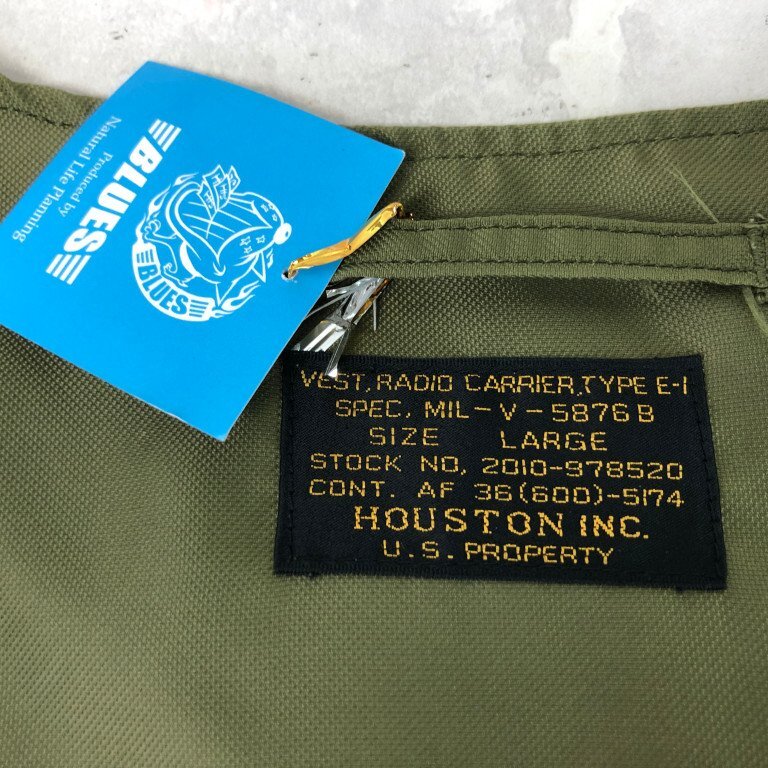 Produced by
Natural Life Planning
BLUES
BLUES
VEST, RADIO CARRIER, TYPE E-1
SPEC, MIL-V-5876B
SIZE LARGE
STOCK NO, 2010-978520
CONT. AF 36(600)-5174
HOUSTON INC.
U.S. PROPERTY